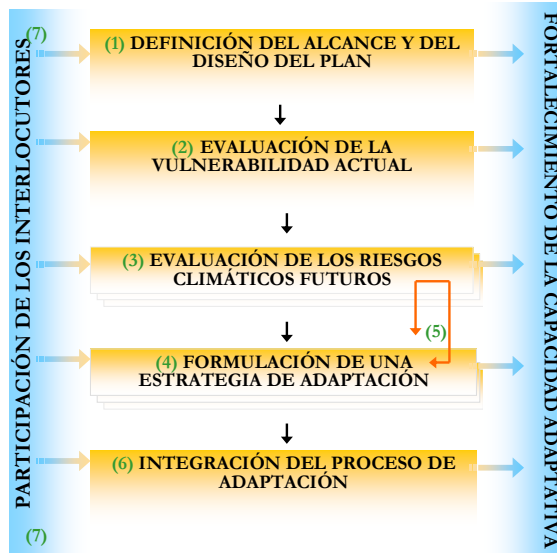 (7)
PARTICIPACIÓN DE LOS INTERLOCUTORES
(7)
(1) DEFINICIÓN DEL ALCANCE Y DEL
DISEÑO DEL PLAN
(2) EVALUACIÓN DE LA
VULNERABILIDAD ACTUAL
(3) EVALUACIÓN DE LOS RIESGOS
CLIMÁTICOS FUTUROS
(5)
(4) FORMULACIÓN DE UNA
ESTRATEGIA DE ADAPTACIÓN
(6) INTEGRACIÓN DEL PROCESO DE
ADAPTACIÓN
FORTALECIMIENTO DE LA CAPACIDAD ADAPTATIVA